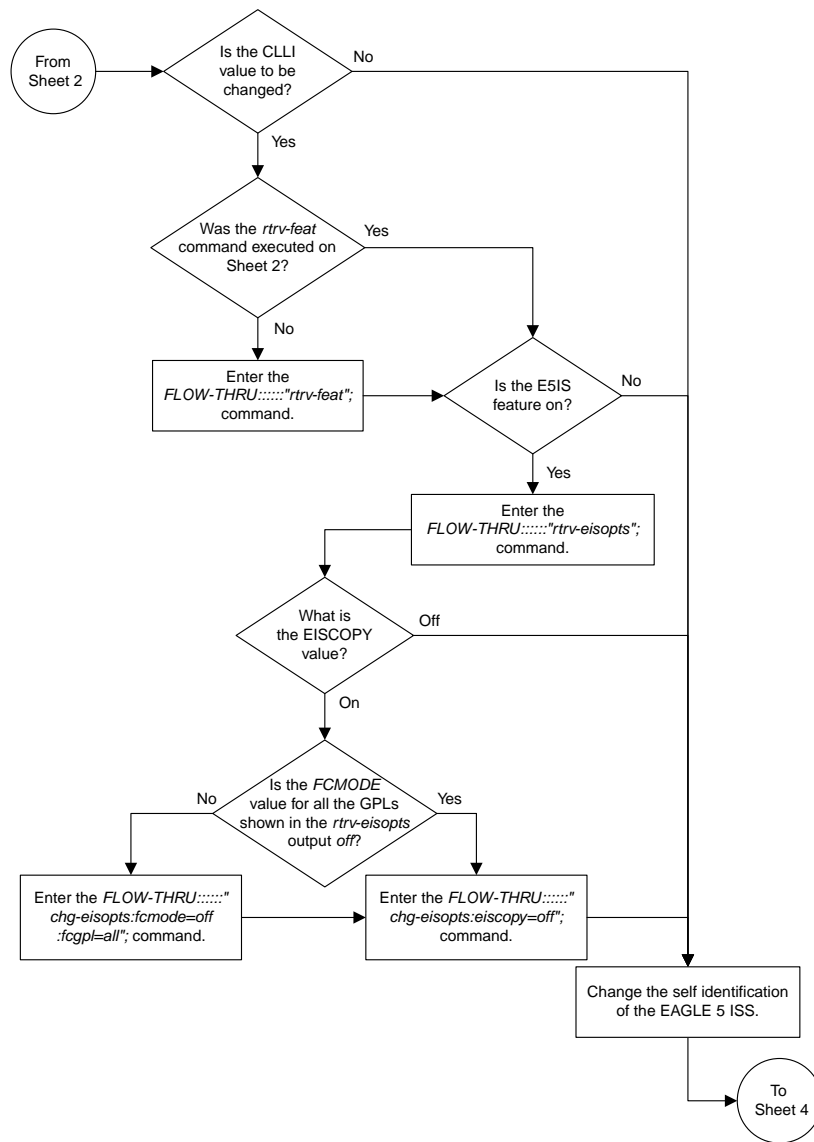 From
Sheet 2
Is the CLLI
value to be
changed?
No
Yes
Was the rtrv-feat
command executed on
Sheet 2?
Yes
No
Enter the
FLOW-THRU::::::"rtrv-feat";
command.
Is the E5IS
feature on?
No
Yes
Enter the
FLOW-THRU::::::"rtrv-eisopts";
command.
What is
the EISCOPY
value?
Off
On
Is the FCMODE
value for all the GPLs
shown in the rtrv-eisopts
output off?
No
Yes
Enter the FLOW-THRU::::::"
chg-eisopts:fcmode=off
:fcgpl=all"; command.
Enter the FLOW-THRU::::::"
chg-eisopts:eiscopy=off";
command.
Change the self identification
of the EAGLE 5 ISS.
To
Sheet 4